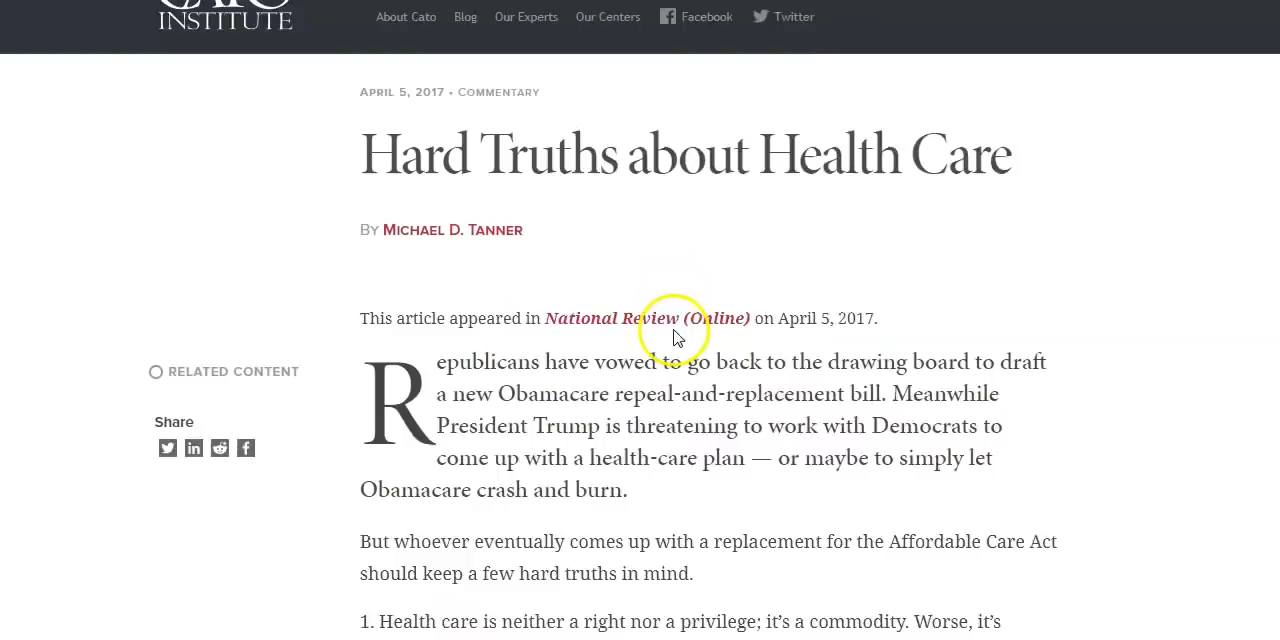 CATO
INSTITUTE
About Cato Blog Our Experts Our Centers Facebook Twitter
APRIL 5, 2017 • COMMENTARY
Hard Truths about Health Care
BY MICHAEL D. TANNER
This article appeared in National Review (Online) on April 5, 2017.
Republicans have vowed to go back to the drawing board to draft
a new Obamacare repeal-and-replacement bill. Meanwhile
President Trump is threatening to work with Democrats to
come up with a health-care plan — or maybe to simply let
Obamacare crash and burn.
RELATED CONTENT
Share
But whoever eventually comes up with a replacement for the Affordable Care Act
should keep a few hard truths in mind.
1. Health care is neither a right nor a privilege; it’s a commodity. Worse, it’s